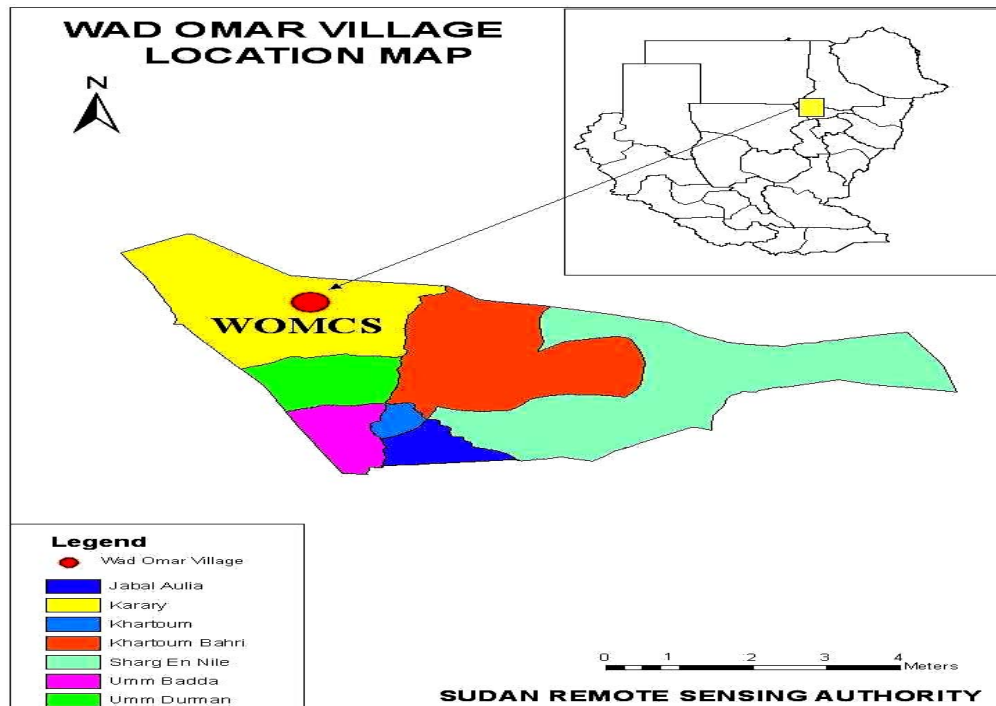 WAD OMAR VILLAGE
LOCATION MAP
N
WOMCS
Legend
Wad Omar Village
Jabal Aulia
Karary
Khartoum
Khartoum Bahri
Sharg En Nile
Umm Badda
Umm Durman
0 1 2 3 4
Meters
SUDAN REMOTE SENSING AUTHORITY